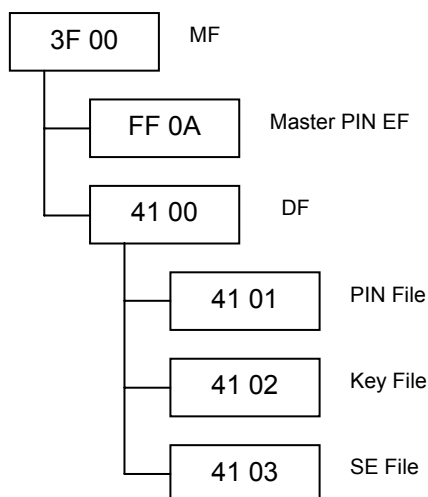 3F 00 MF
FF 0A Master PIN EF
41 00 DF
41 01 PIN File
41 02 Key File
41 03 SE File